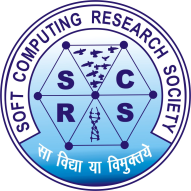 SOFT COMPUTING RESEARCH SOCIETY
S C
R S
सा विद्या या विमुक्तये